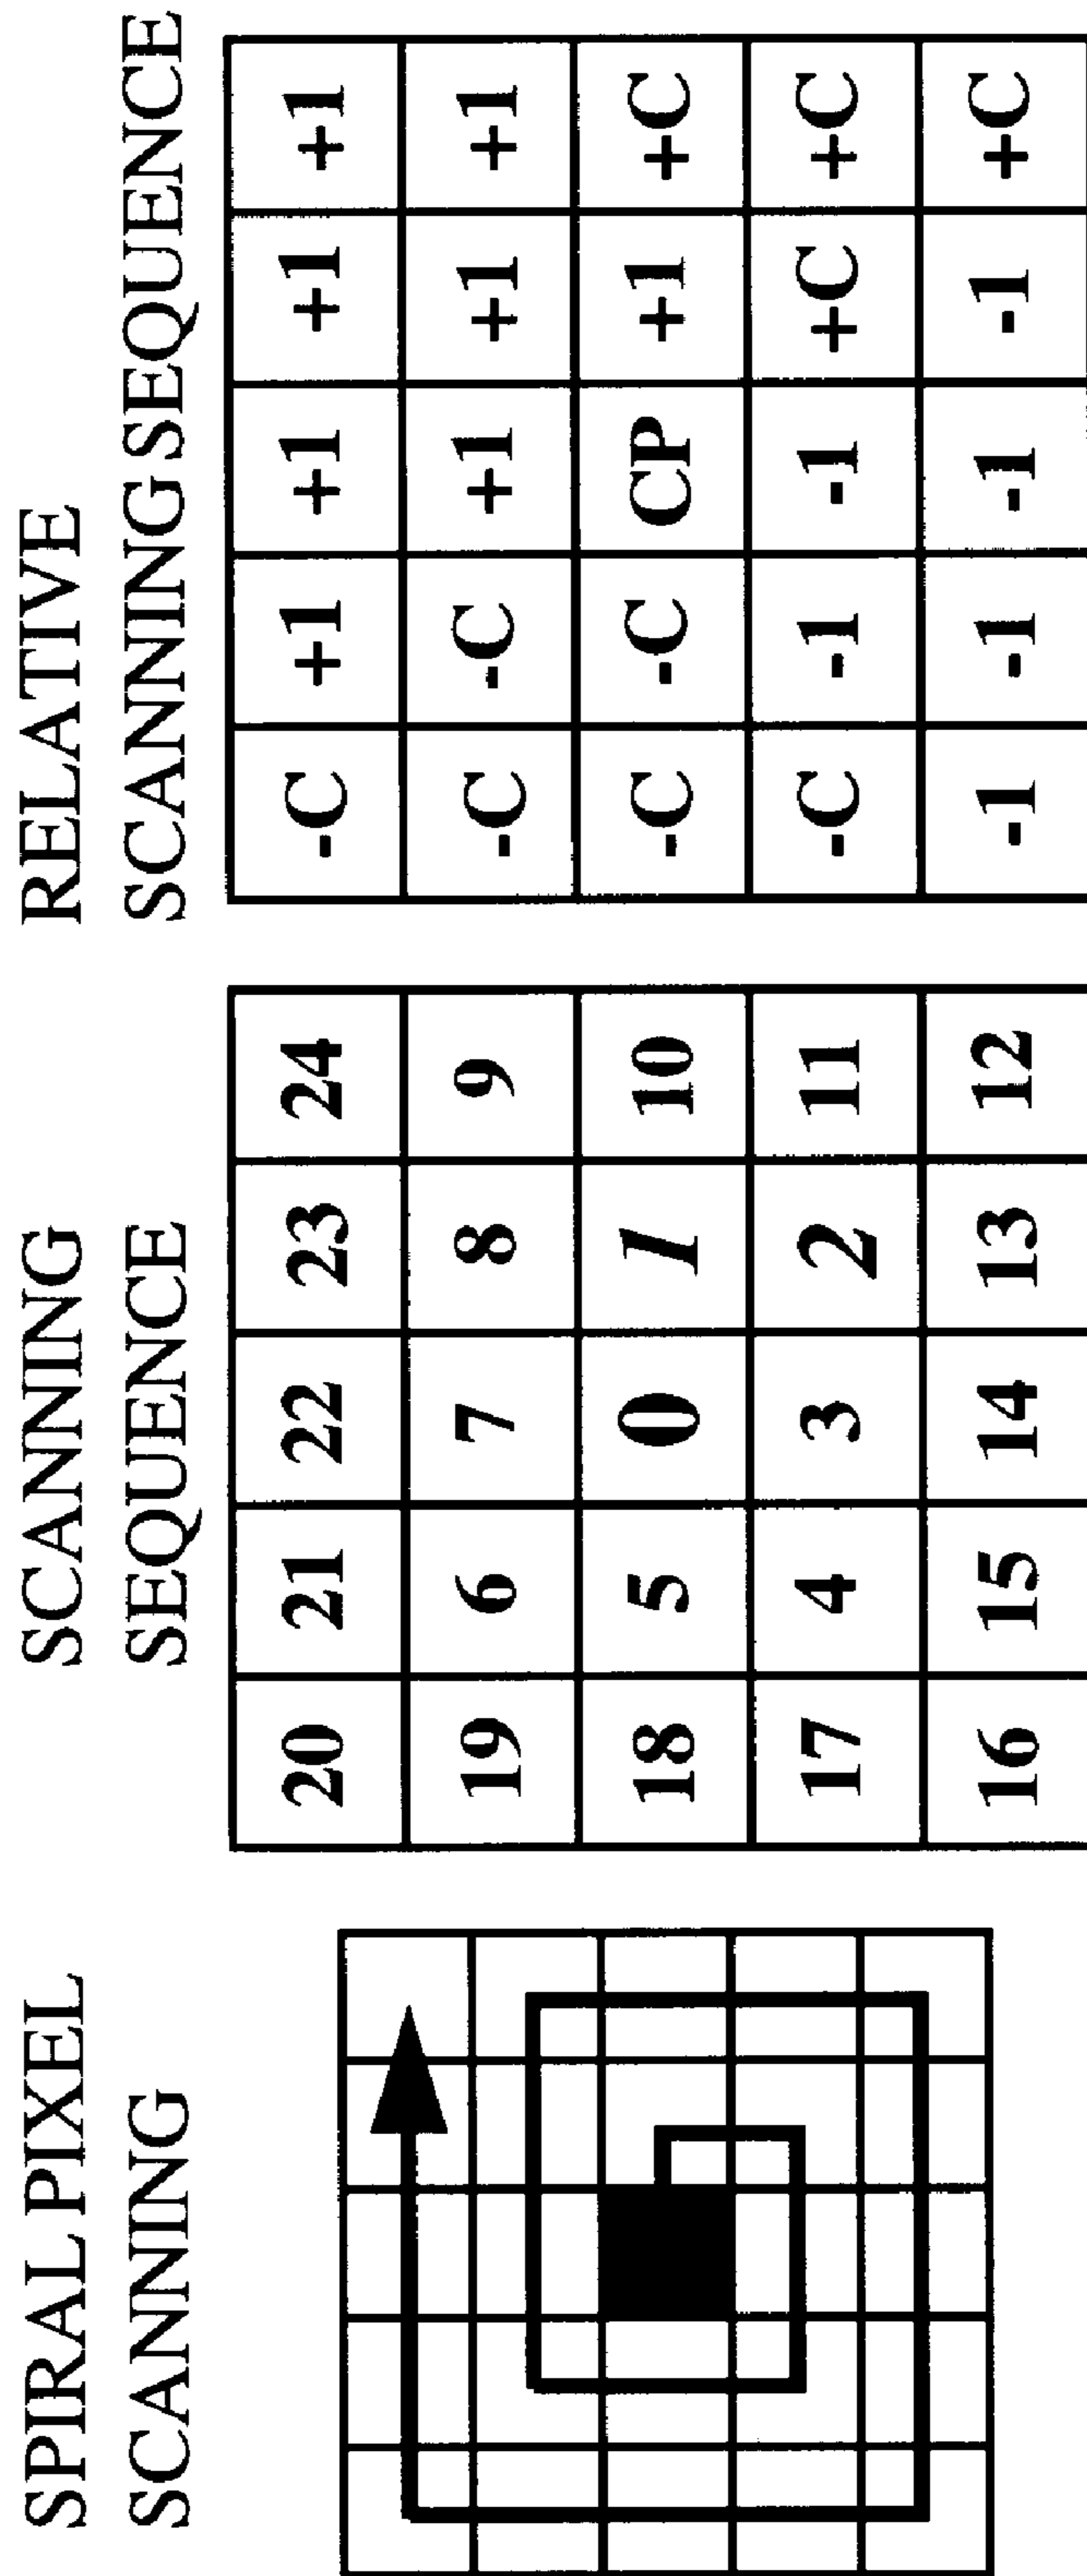 SPIRAL PIXEL
SCANNING
SCANNING
SEQUENCE
20 21 22 23 24
19 6 7 8 9
18 5 0 1 10
17 4 3 2 11
16 15 14 13 12
RELATIVE
SCANNING SEQUENCE
-C +1 +1 +1 +1
-C -C +1 +1 +1
-C -C CP +1 +C
-C -1 -1 +C +C
-1 -1 -1 -1 +C